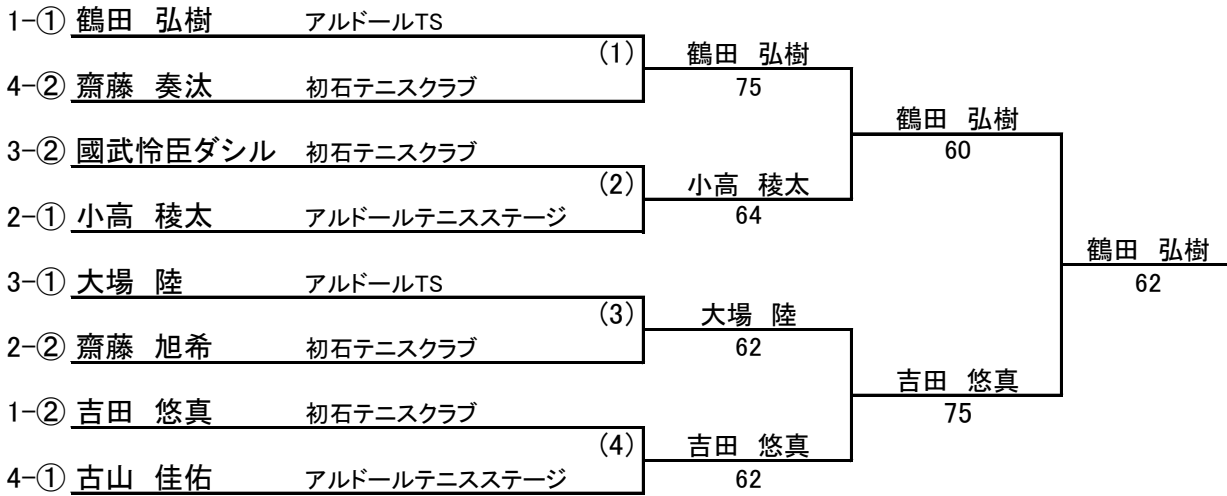 1-① 鶴田 弘樹 アルドールTS
(1) 鶴田 弘樹
4-② 齋藤 奏汰 初石テニスクラブ 75
鶴田 弘樹
3-② 國武怜臣ダシル 初石テニスクラブ 60
(2) 小高 稜太
2-① 小高 稜太 アルドールテニスステージ 64
鶴田 弘樹
3-① 大場 陸 アルドールTS 62
(3) 大場 陸
2-② 齋藤 旭希 初石テニスクラブ 62
吉田 悠真
1-② 吉田 悠真 初石テニスクラブ 75
(4) 吉田 悠真
4-① 古山 佳佑 アルドールテニスステージ 62